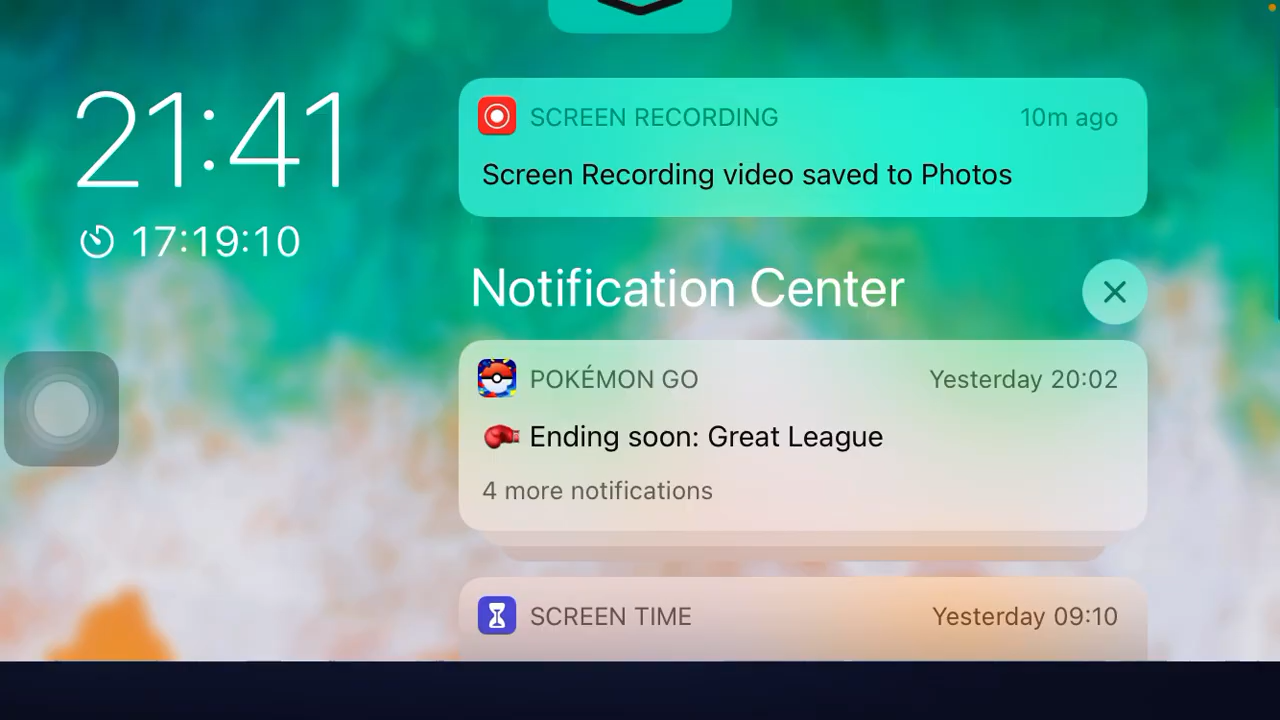 21:41
17:19:10
SCREEN RECORDING 10m ago
Screen Recording video saved to Photos
Notification Center
POKÉMON GO Yesterday 20:02
🥊 Ending soon: Great League
4 more notifications
SCREEN TIME Yesterday 09:10